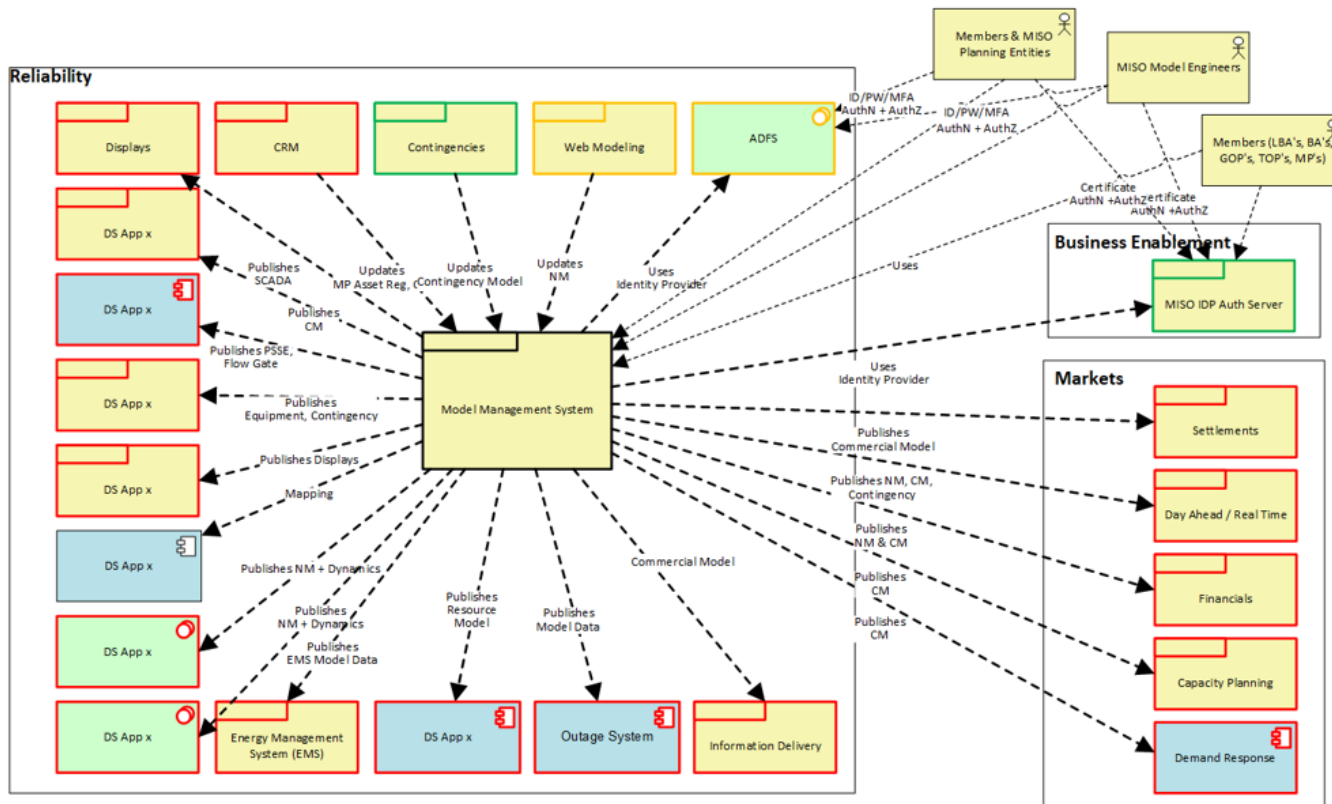 Members & MISO
Planning Entities
MISO Model Engineers
Members (LBA's, BA's,
GOP's, TOP's, MP's)
Reliability
Displays
CRM
Contingencies
Web Modeling
ADFS
ID/PW/MFA
AuthN + AuthZ
ID/PW/MFA
AuthN + AuthZ
Certificate
AuthN +AuthZ
AuthN +AuthZ
DS App x
Publishes
SCADA
Updates
MP Asset Reg,
Updates
Contingency Model
Updates
NM
Uses
Identity Provider
Uses
Business Enablement
MISO IDP Auth Server
DS App x
Publishes
CM
Publishes PSSE,
Flow Gate
Model Management System
Uses
Identity Provider
Markets
DS App x
Publishes
Equipment, Contingency
Settlements
Publishes
Commercial Model
DS App x
Publishes Displays
Mapping
Publishes NM, CM,
Contingency
Day Ahead / Real Time
DS App x
Publishes NM + Dynamics
Commercial Model
Publishes
NM & CM
Publishes
CM
Publishes
CM
Financials
Publishes
NM + Dynamics
Publishes
EMS Model Data
Publishes
Resource
Model
Publishes
Model Data
DS App x
Capacity Planning
DS App x
Energy Management
System (EMS)
DS App x
Outage System
Information Delivery
Demand Response